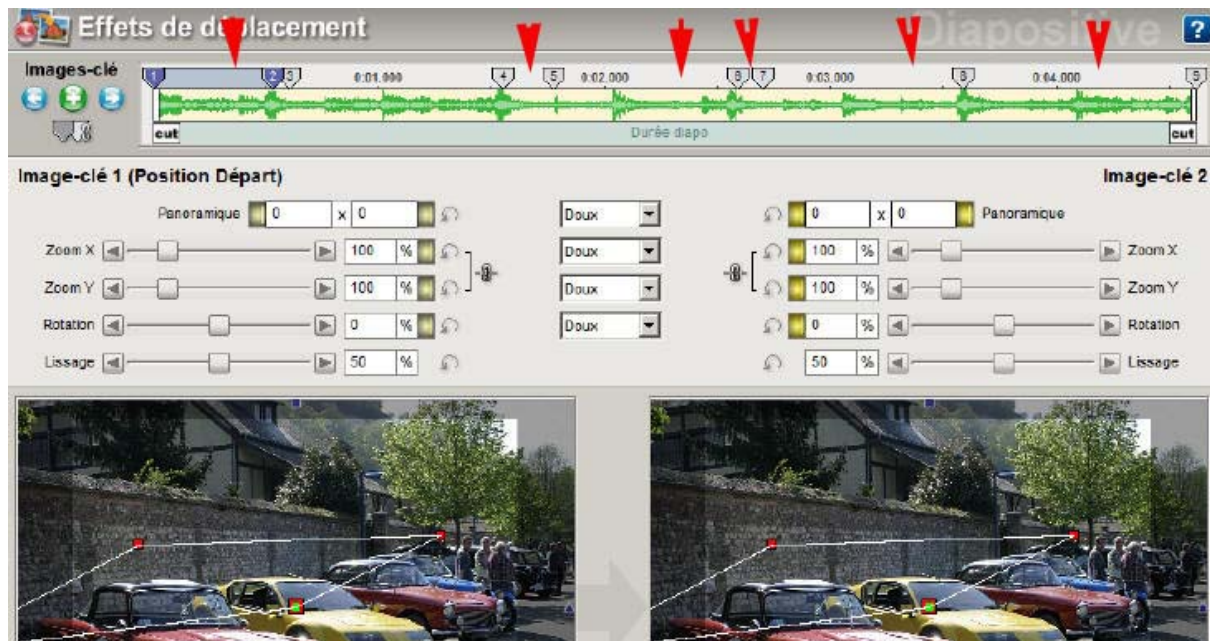 Effets de déplacement
Diapositive
?
Images-clé
1 2 3 0:01.000 4 5 0:02.000 6 7 0:03.000 8 0:04.000 9
cut Durée diapo cut
Image-clé 1 (Position Départ) Image-clé 2
Panoramique 0 x 0 Doux 0 x 0 Panoramique
Zoom X 100 % Doux 100 % Zoom X
Zoom Y 100 % Doux 100 % Zoom Y
Rotation 0 % Doux 0 % Rotation
Lissage 50 % 50 % Lissage